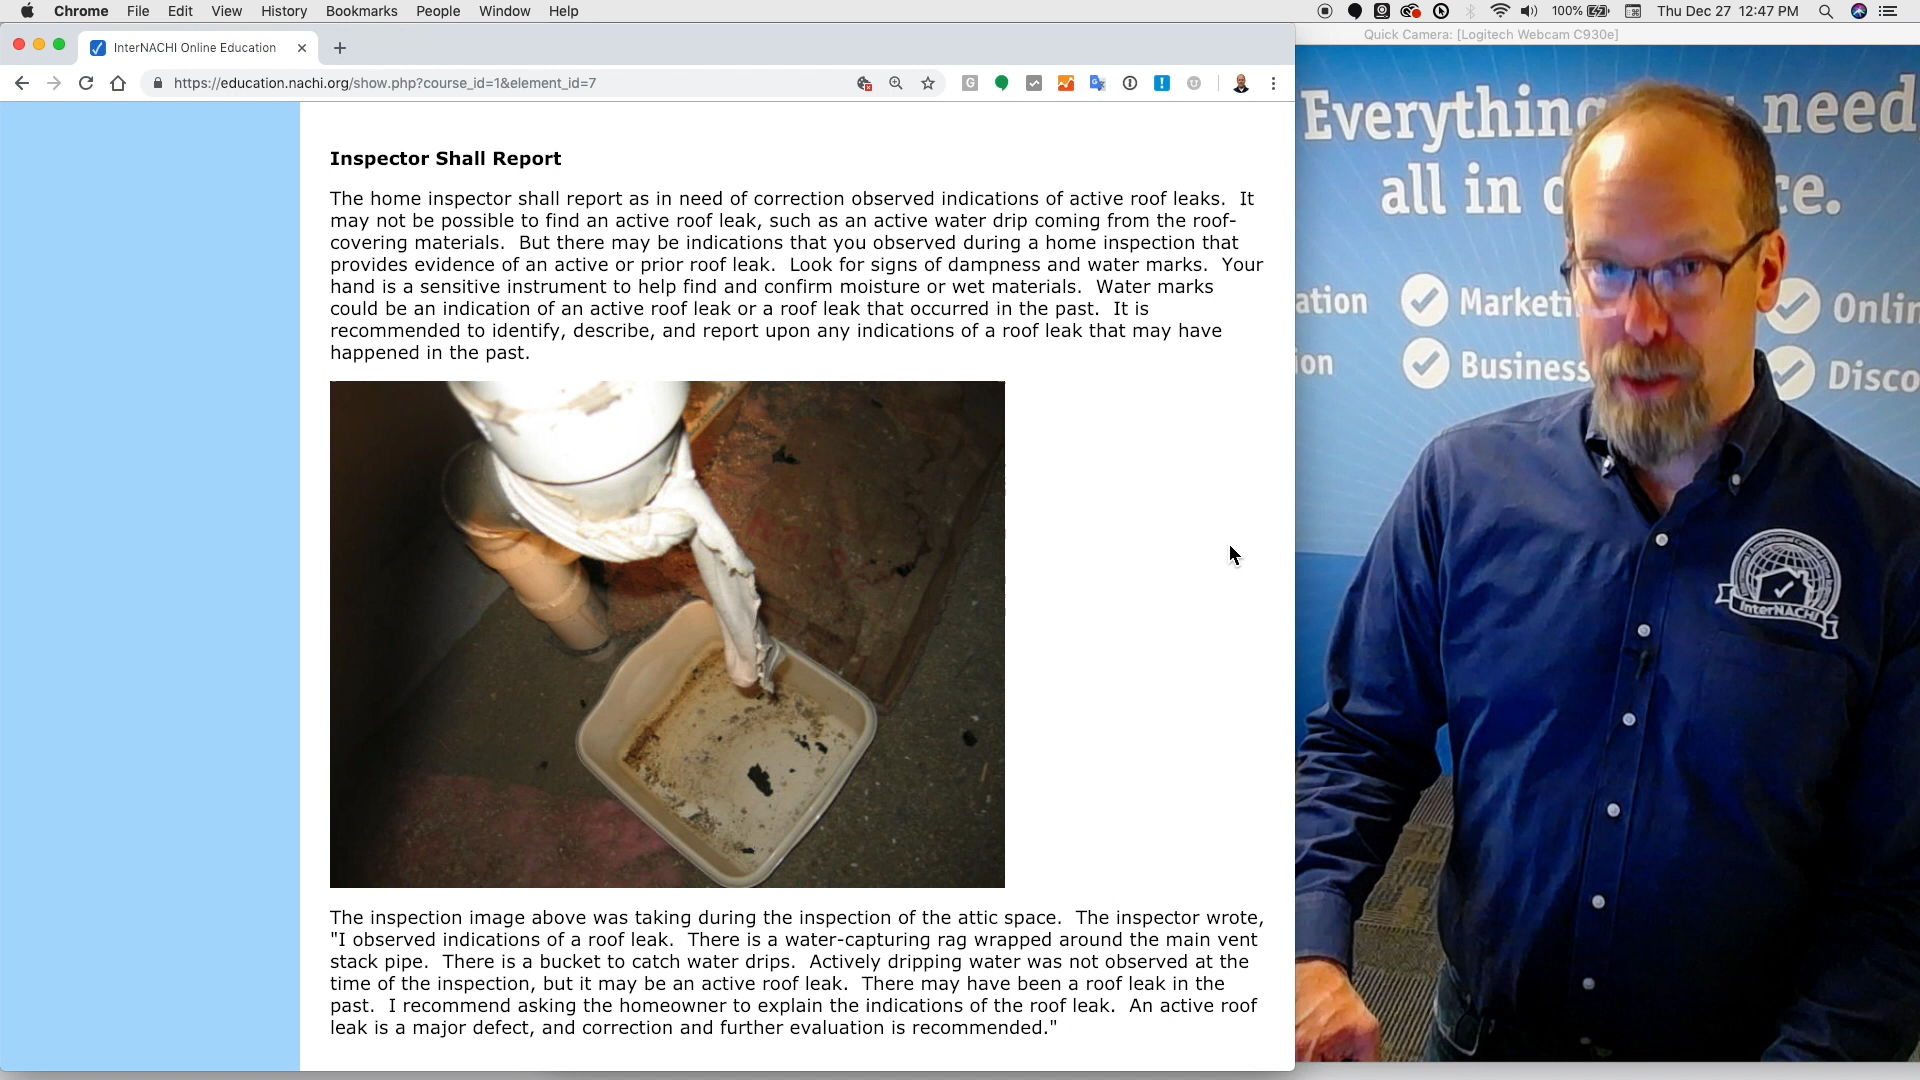 Chrome File Edit View History Bookmarks People Window Help
100% Thu Dec 27 12:47 PM
Quick Camera: [Logitech Webcam C930e]
InterNACHI Online Education
https://education.nachi.org/show.php?course_id=1&element_id=7
Inspector Shall Report
The home inspector shall report as in need of correction observed indications of active roof leaks. It
may not be possible to find an active roof leak, such as an active water drip coming from the roof-
covering materials. But there may be indications that you observed during a home inspection that
provides evidence of an active or prior roof leak. Look for signs of dampness and water marks. Your
hand is a sensitive instrument to help find and confirm moisture or wet materials. Water marks
could be an indication of an active roof leak or a roof leak that occurred in the past. It is
recommended to identify, describe, and report upon any indications of a roof leak that may have
happened in the past.
The inspection image above was taking during the inspection of the attic space. The inspector wrote,
"I observed indications of a roof leak. There is a water-capturing rag wrapped around the main vent
stack pipe. There is a bucket to catch water drips. Actively dripping water was not observed at the
time of the inspection, but it may be an active roof leak. There may have been a roof leak in the
past. I recommend asking the homeowner to explain the indications of the roof leak. An active roof
leak is a major defect, and correction and further evaluation is recommended."
Everything need
all in
Business
InterNACHI